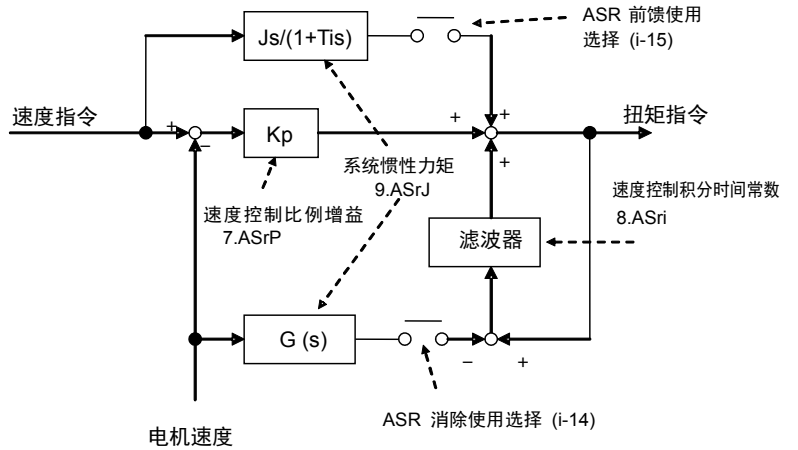 ASR 前馈使用
选择 (i-15)
Js/(1+Tis)
速度指令
扭矩指令
+
−
Kp
+
+
+
系统惯性力矩
9.ASrJ
速度控制比例增益
7.ASrP
速度控制积分时间常数
8.ASri
滤波器
G (s)
−
+
ASR 消除使用选择 (i-14)
电机速度